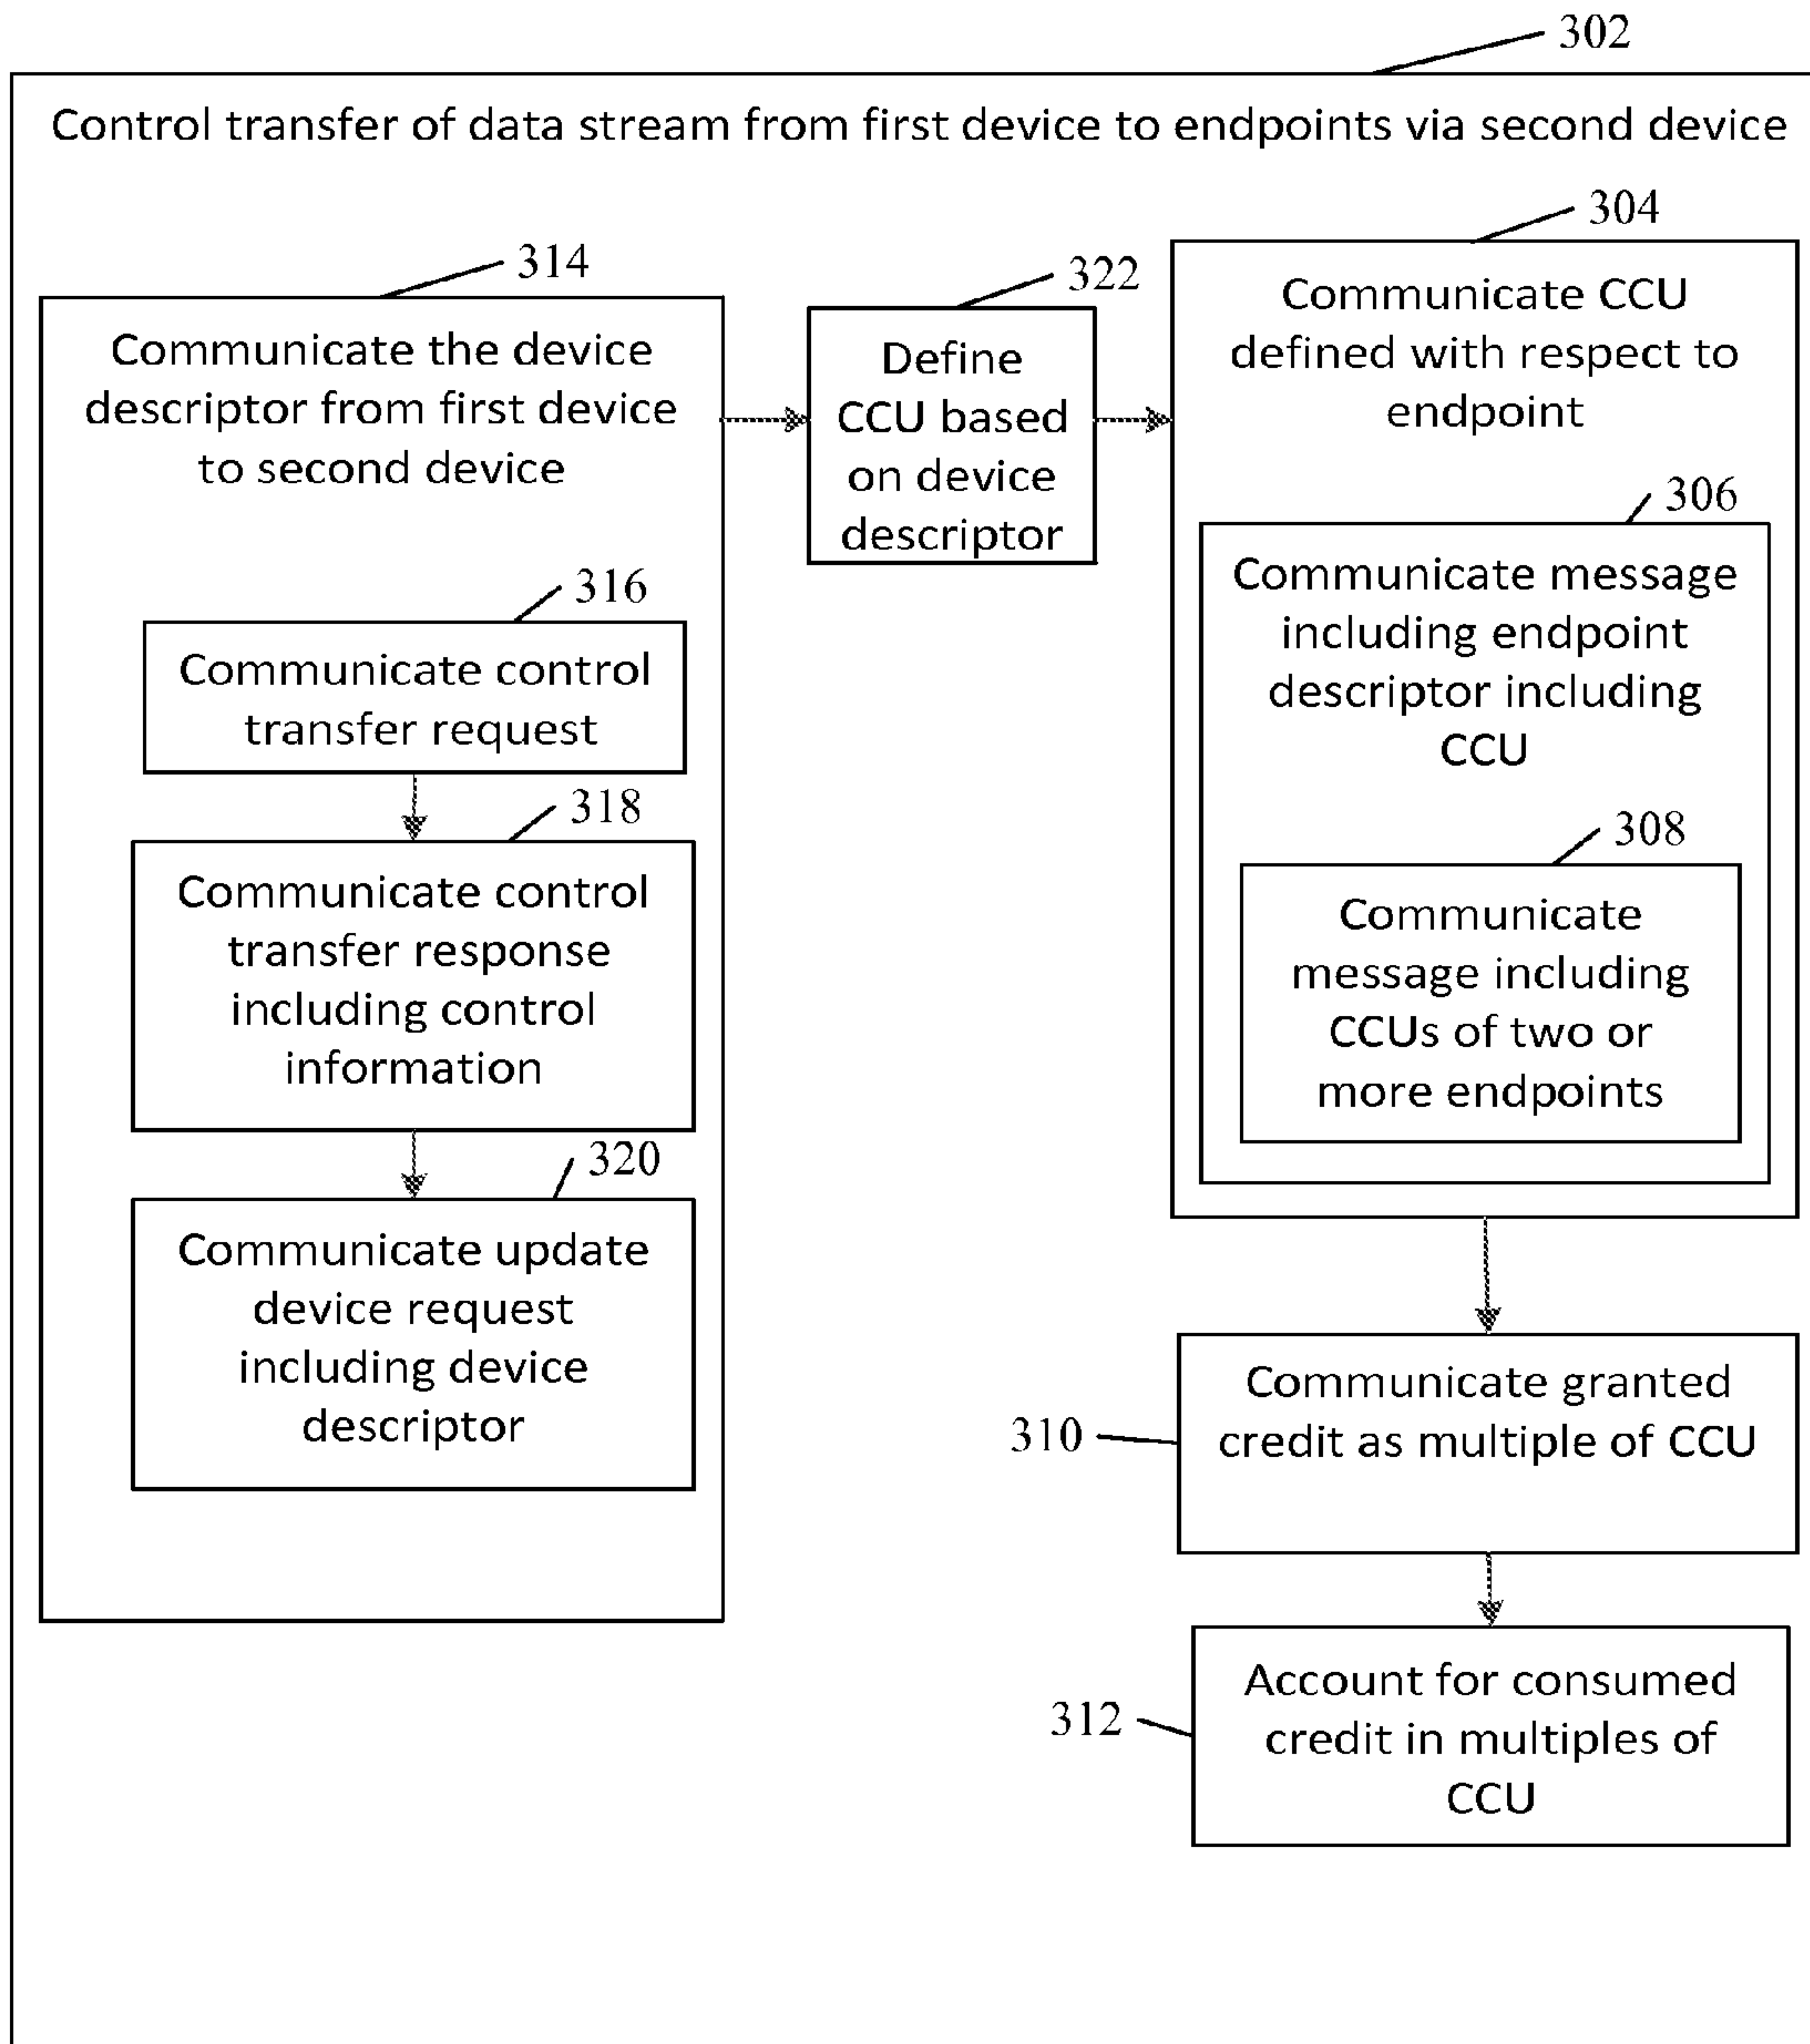 302
Control transfer of data stream from first device to endpoints via second device
314
Communicate the device
descriptor from first device
to second device
316
Communicate control
transfer request
318
Communicate control
transfer response
including control
information
320
Communicate update
device request
including device
descriptor
322
Define
CCU based
on device
descriptor
304
Communicate CCU
defined with respect to
endpoint
306
Communicate message
including endpoint
descriptor including
CCU
308
Communicate
message including
CCUs of two or
more endpoints
310
Communicate granted
credit as multiple of CCU
312
Account for consumed
credit in multiples of
CCU